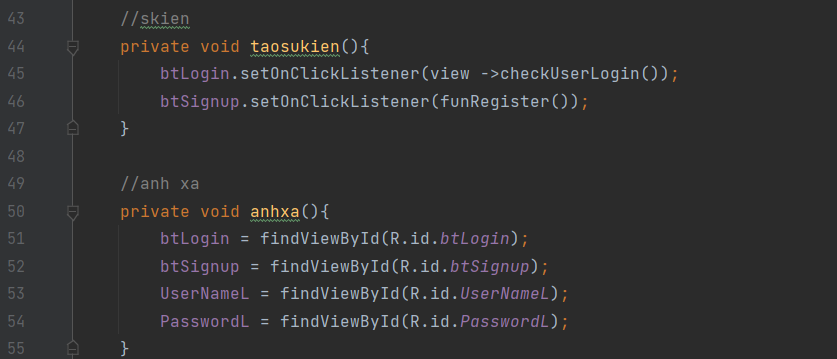 43 //skien
44 private void taosukien(){
45 btLogin.setOnClickListener(view ->checkUserLogin());
46 btSignup.setOnClickListener(funRegister());
47 }
48
49 //anh xa
50 private void anhxa(){
51 btLogin = findViewById(R.id.btLogin);
52 btSignup = findViewById(R.id.btSignup);
53 UserNameL = findViewById(R.id.UserNameL);
54 PasswordL = findViewById(R.id.PasswordL);
55 }